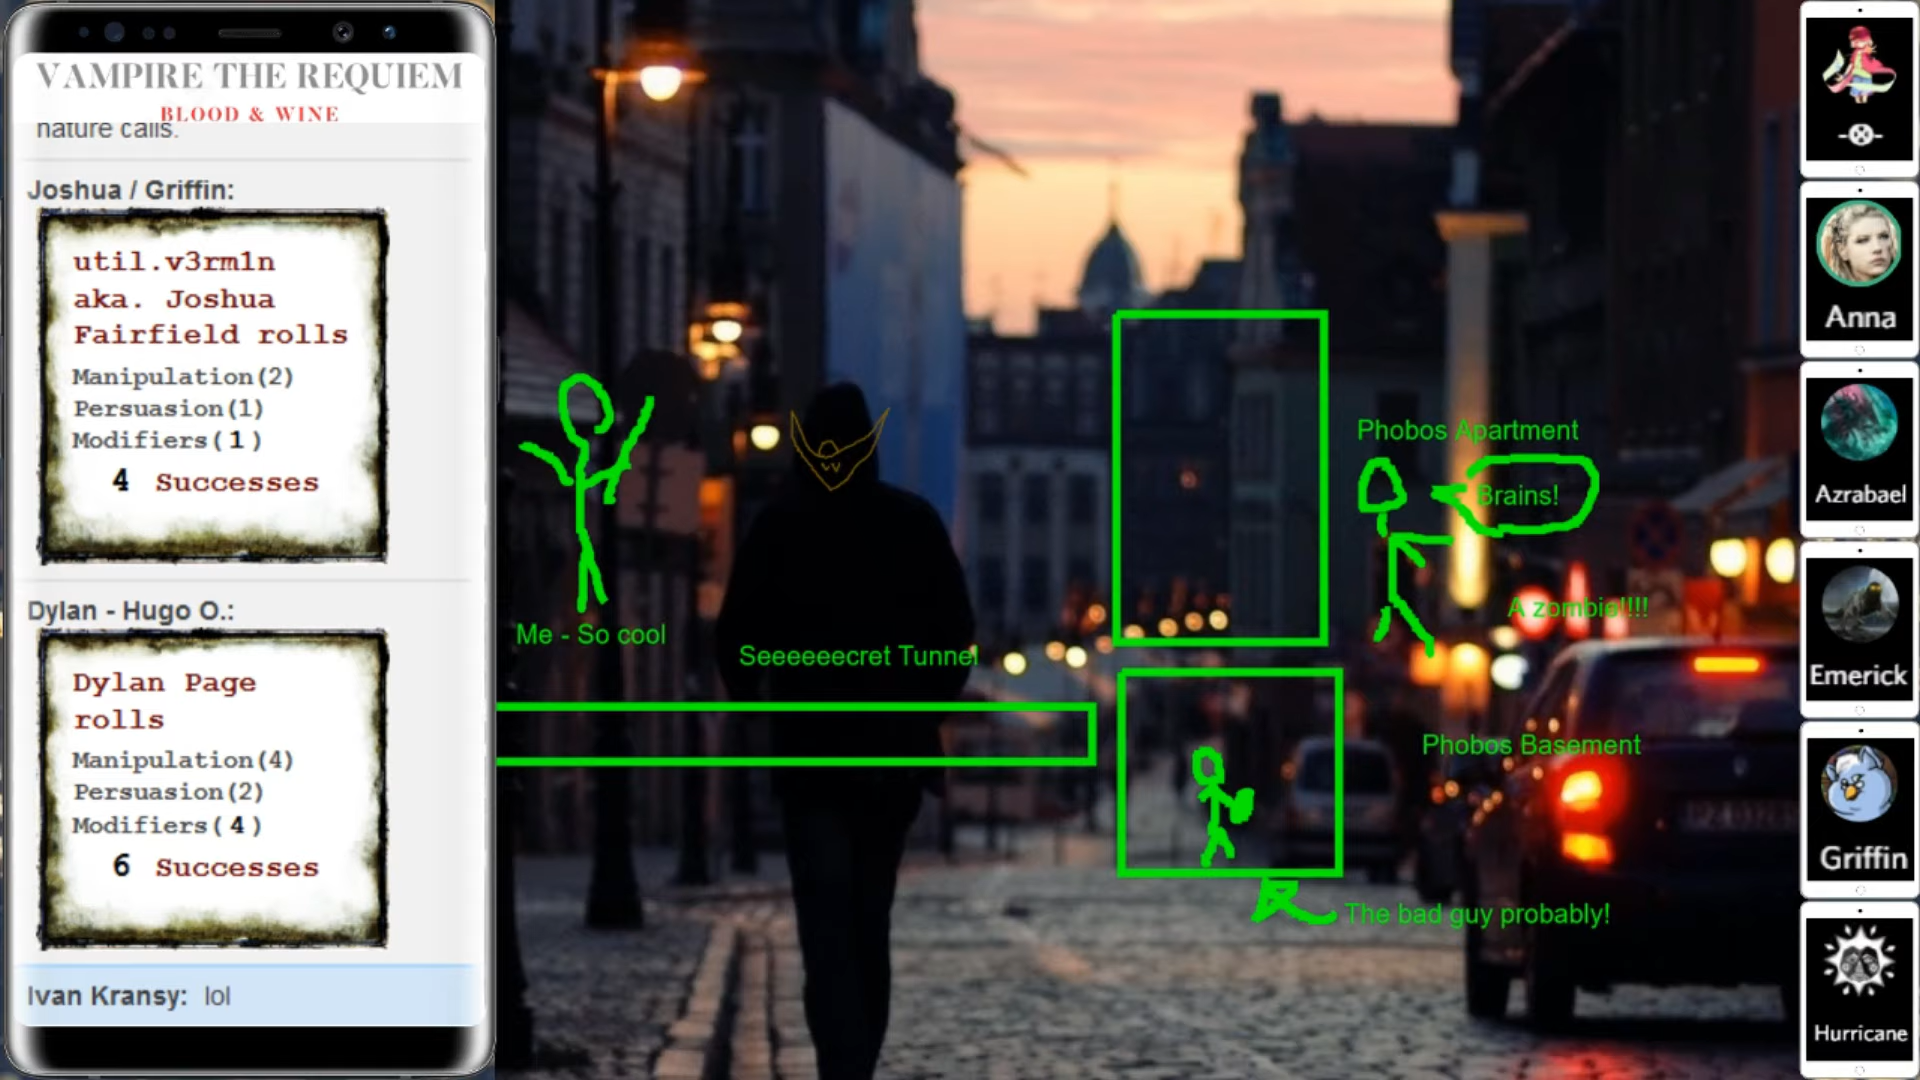 VAMPIRE THE REQUIEM
BLOOD & WINE
nature calls.
Joshua / Griffin:
util.v3rm1n
aka. Joshua
Fairfield rolls
Manipulation(2)
Persuasion(1)
Modifiers( 1 )
4 Successes
Dylan - Hugo O.:
Dylan Page
rolls
Manipulation(4)
Persuasion(2)
Modifiers( 4 )
6 Successes
Ivan Kransy: lol
Me - So cool
Seeeeeecret Tunnel
Phobos Apartment
Brains!
A zombie!!!!
Phobos Basement
The bad guy probably!
Anna
Azrabael
Emerick
Griffin
Hurricane